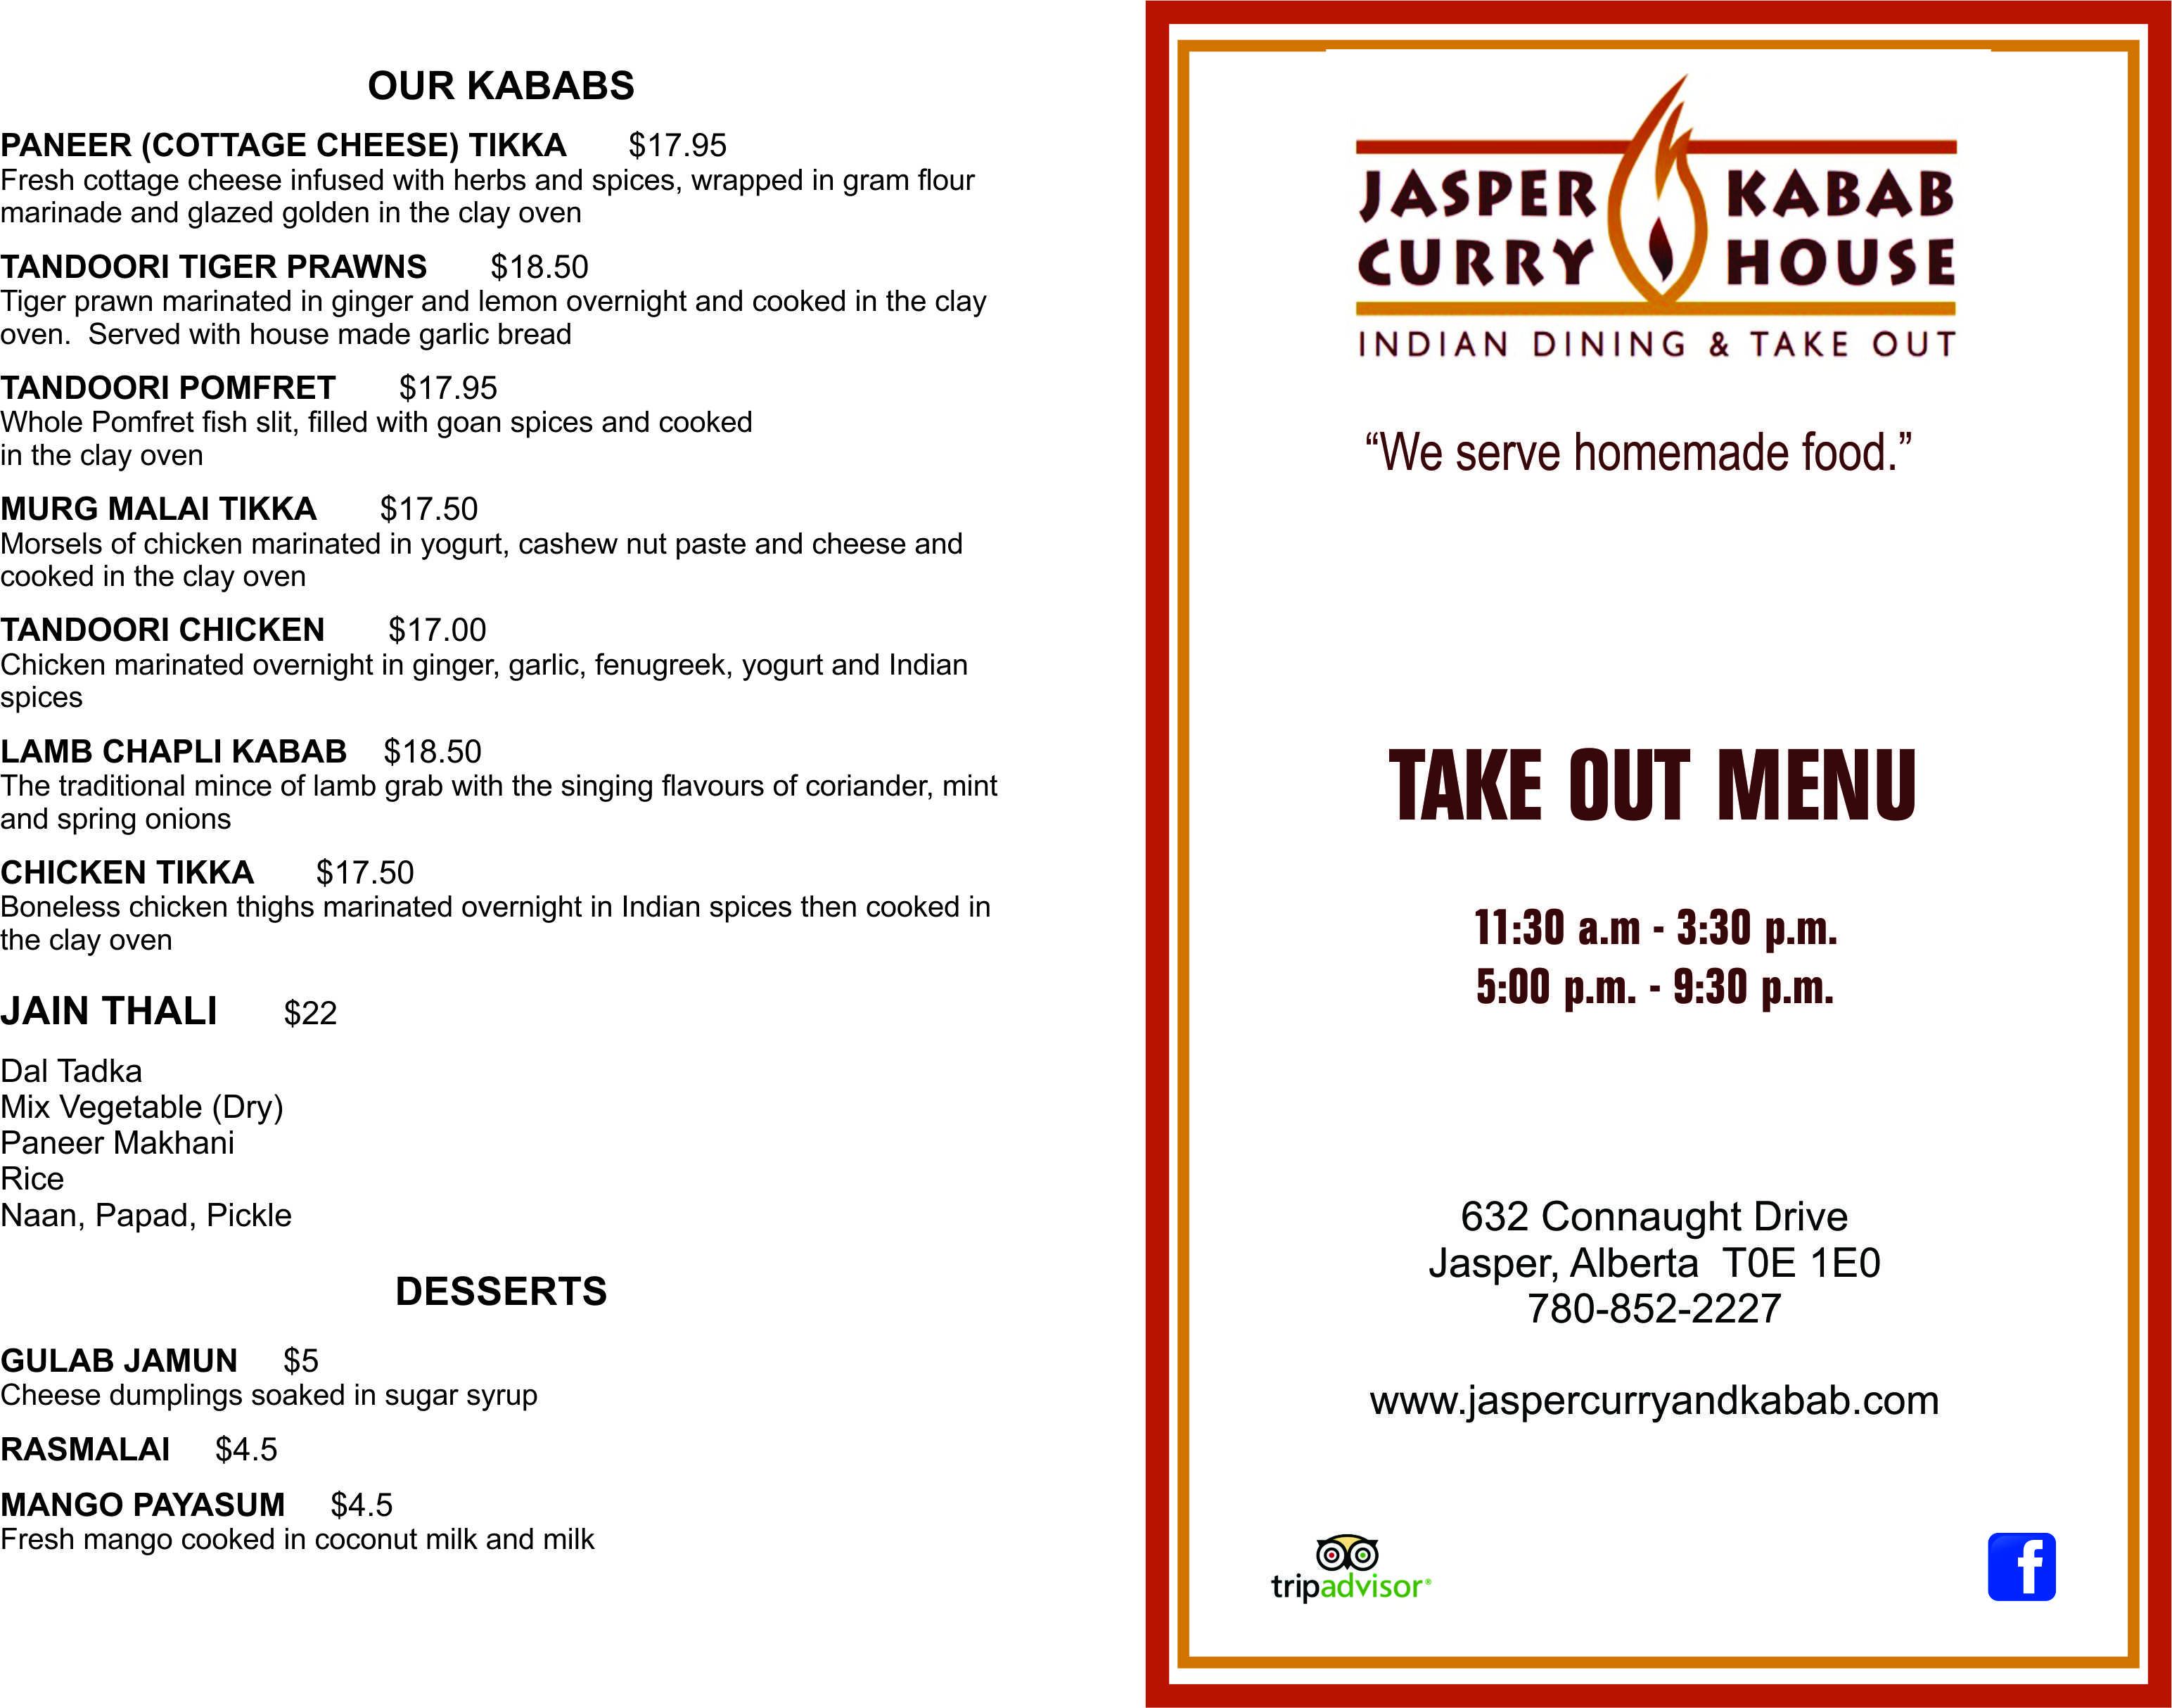 OUR KABABS
PANEER (COTTAGE CHEESE) TIKKA $17.95
Fresh cottage cheese infused with herbs and spices, wrapped in gram flour
marinade and glazed golden in the clay oven
TANDOORI TIGER PRAWNS $18.50
Tiger prawn marinated in ginger and lemon overnight and cooked in the clay
oven. Served with house made garlic bread
TANDOORI POMFRET $17.95
Whole Pomfret fish slit, filled with goan spices and cooked
in the clay oven
MURG MALAI TIKKA $17.50
Morsels of chicken marinated in yogurt, cashew nut paste and cheese and
cooked in the clay oven
TANDOORI CHICKEN $17.00
Chicken marinated overnight in ginger, garlic, fenugreek, yogurt and Indian
spices
LAMB CHAPLI KABAB $18.50
The traditional mince of lamb grab with the singing flavours of coriander, mint
and spring onions
CHICKEN TIKKA $17.50
Boneless chicken thighs marinated overnight in Indian spices then cooked in
the clay oven
JAIN THALI $22
Dal Tadka
Mix Vegetable (Dry)
Paneer Makhani
Rice
Naan, Papad, Pickle
DESSERTS
GULAB JAMUN $5
Cheese dumplings soaked in sugar syrup
RASMALAI $4.5
MANGO PAYASUM $4.5
Fresh mango cooked in coconut milk and milk
JASPER KABAB
CURRY HOUSE
INDIAN DINING & TAKE OUT
“We serve homemade food.”
TAKE OUT MENU
11:30 a.m - 3:30 p.m.
5:00 p.m. - 9:30 p.m.
632 Connaught Drive
Jasper, Alberta T0E 1E0
780-852-2227
www.jaspercurryandkabab.com
tripadvisor®
f